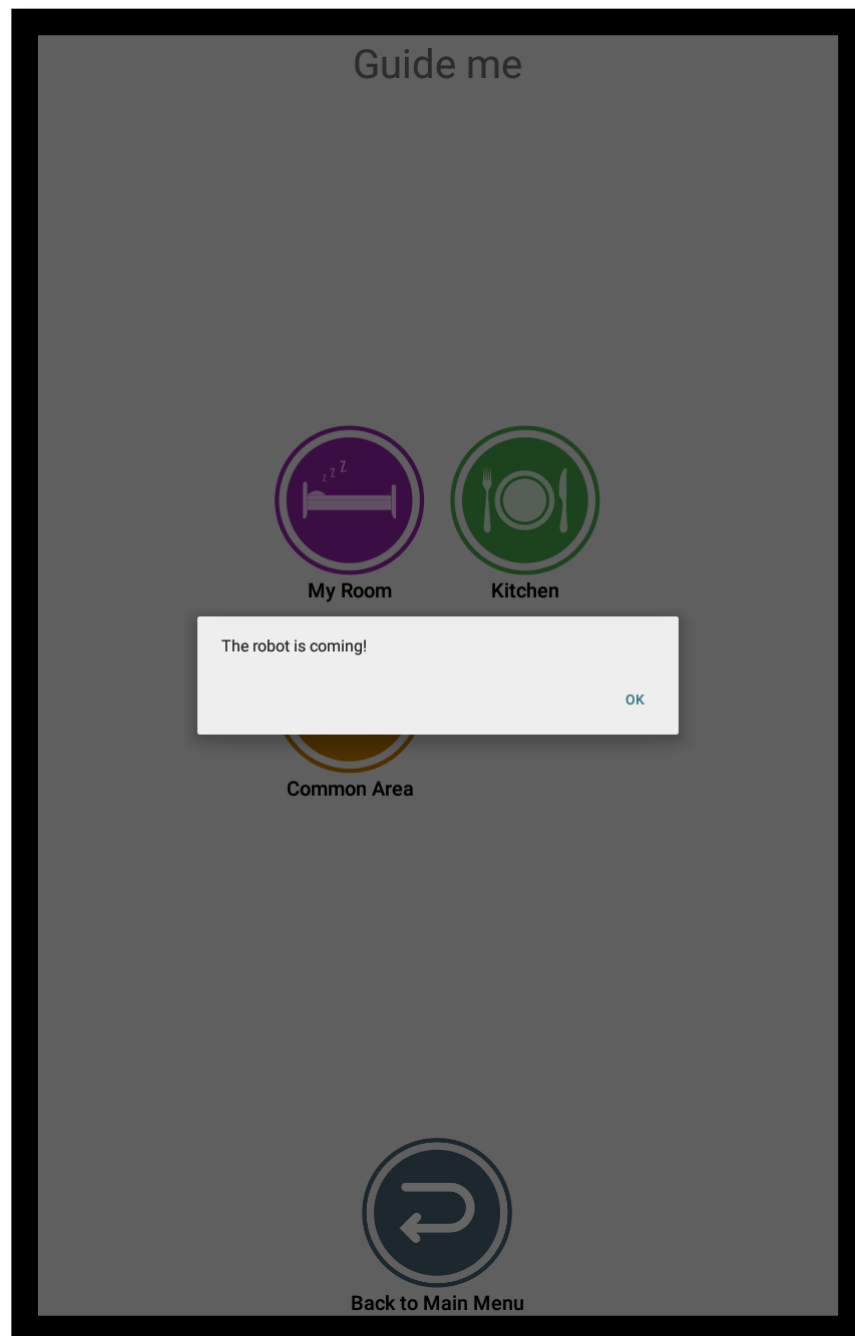 Guide me
z z Z
My Room
Kitchen
The robot is coming!
OK
Common Area
Back to Main Menu